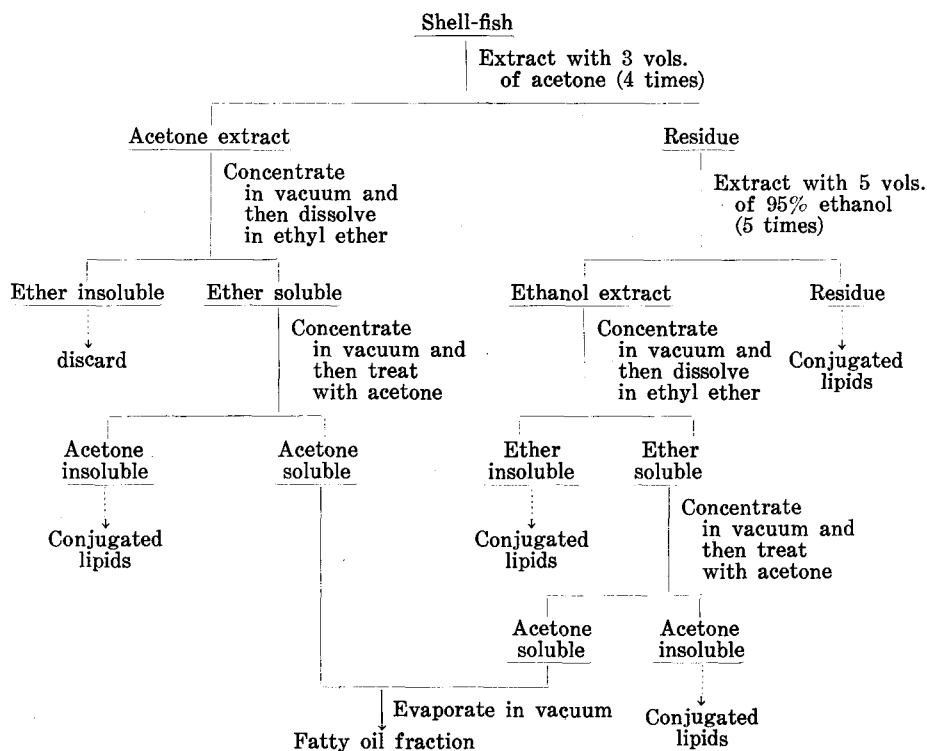 Shell-fish
Extract with 3 vols.
of acetone (4 times)
Acetone extract
Residue
Concentrate
in vacuum and
then dissolve
in ethyl ether
Extract with 5 vols.
of 95% ethanol
(5 times)
Ether insoluble
Ether soluble
Ethanol extract
Residue
discard
Concentrate
in vacuum and
then treat
with acetone
Concentrate
in vacuum and
then dissolve
in ethyl ether
Conjugated
lipids
Acetone
insoluble
Acetone
soluble
Ether
insoluble
Ether
soluble
Conjugated
lipids
Conjugated
lipids
Concentrate
in vacuum and
then treat
with acetone
Acetone
soluble
Acetone
insoluble
Evaporate in vacuum
Conjugated
lipids
Fatty oil fraction